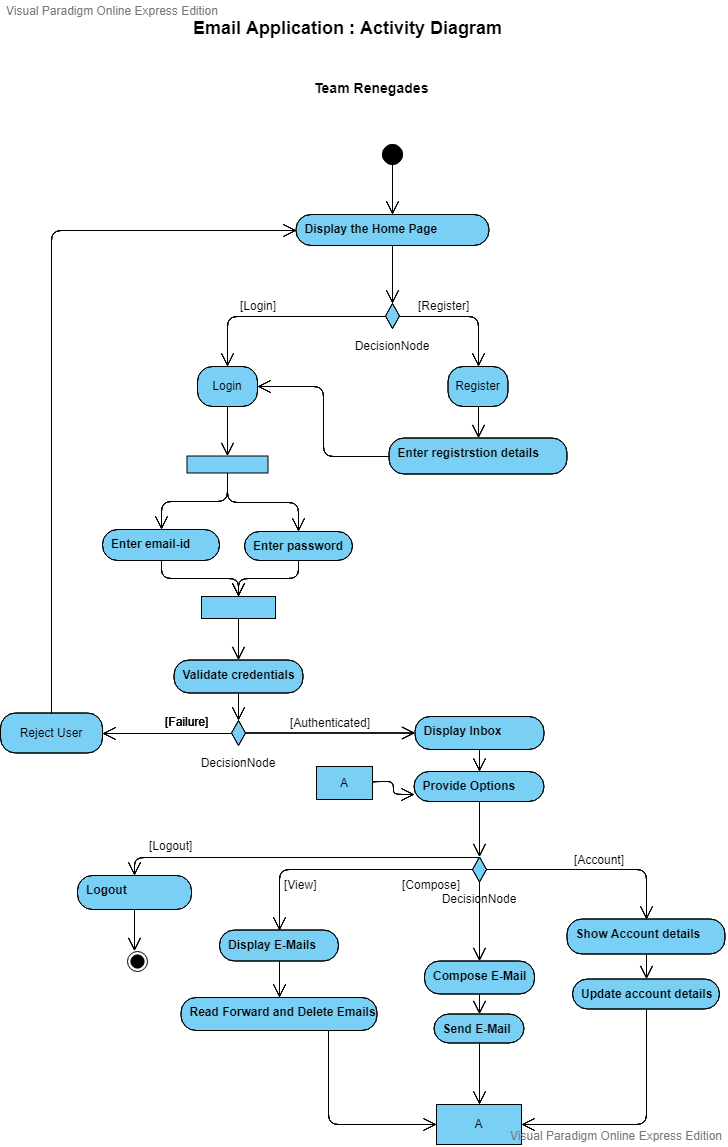 Visual Paradigm Online Express Edition
Email Application : Activity Diagram
Team Renegades
Display the Home Page
[Login]
[Register]
DecisionNode
Login
Register
Enter registrstion details
Enter email-id
Enter password
Validate credentials
[Failure]
[Authenticated]
Reject User
Display Inbox
DecisionNode
A
Provide Options
[Logout]
[Account]
[View]
[Compose]
Logout
DecisionNode
Show Account details
Display E-Mails
Compose E-Mail
Update account details
Read Forward and Delete Emails
Send E-Mail
A
Visual Paradigm Online Express Edition